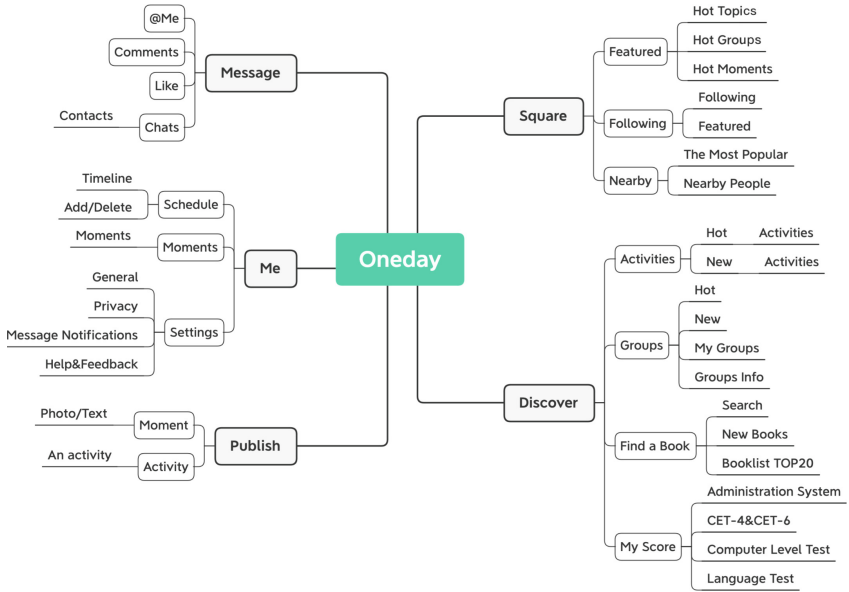 Oneday
Message
@Me
Comments
Like
Chats
Contacts
Me
Schedule
Timeline
Add/Delete
Moments
Moments
Settings
General
Privacy
Message Notifications
Help&Feedback
Publish
Moment
Photo/Text
Activity
An activity
Square
Featured
Hot Topics
Hot Groups
Hot Moments
Following
Following
Featured
Nearby
The Most Popular
Nearby People
Discover
Activities
Hot Activities
New Activities
Groups
Hot
New
My Groups
Groups Info
Find a Book
Search
New Books
Booklist TOP20
My Score
Administration System
CET-4&CET-6
Computer Level Test
Language Test